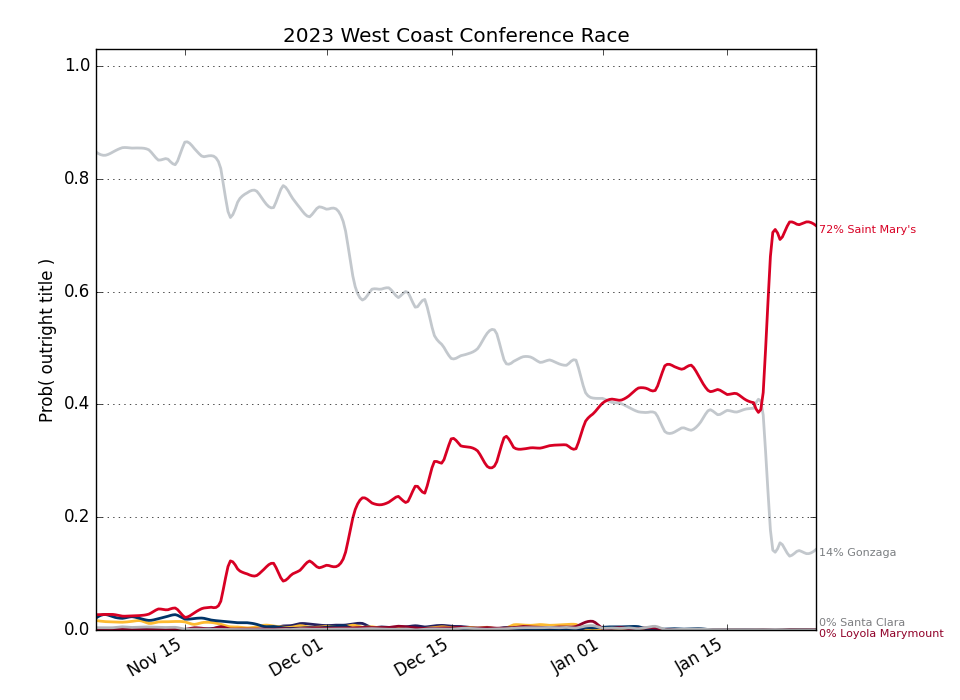 2023 West Coast Conference Race
Prob( outright title )
1.0
0.8
0.6
0.4
0.2
0.0
72% Saint Mary's
14% Gonzaga
0% Santa Clara
0% Loyola Marymount
Nov 15
Dec 01
Dec 15
Jan 01
Jan 15